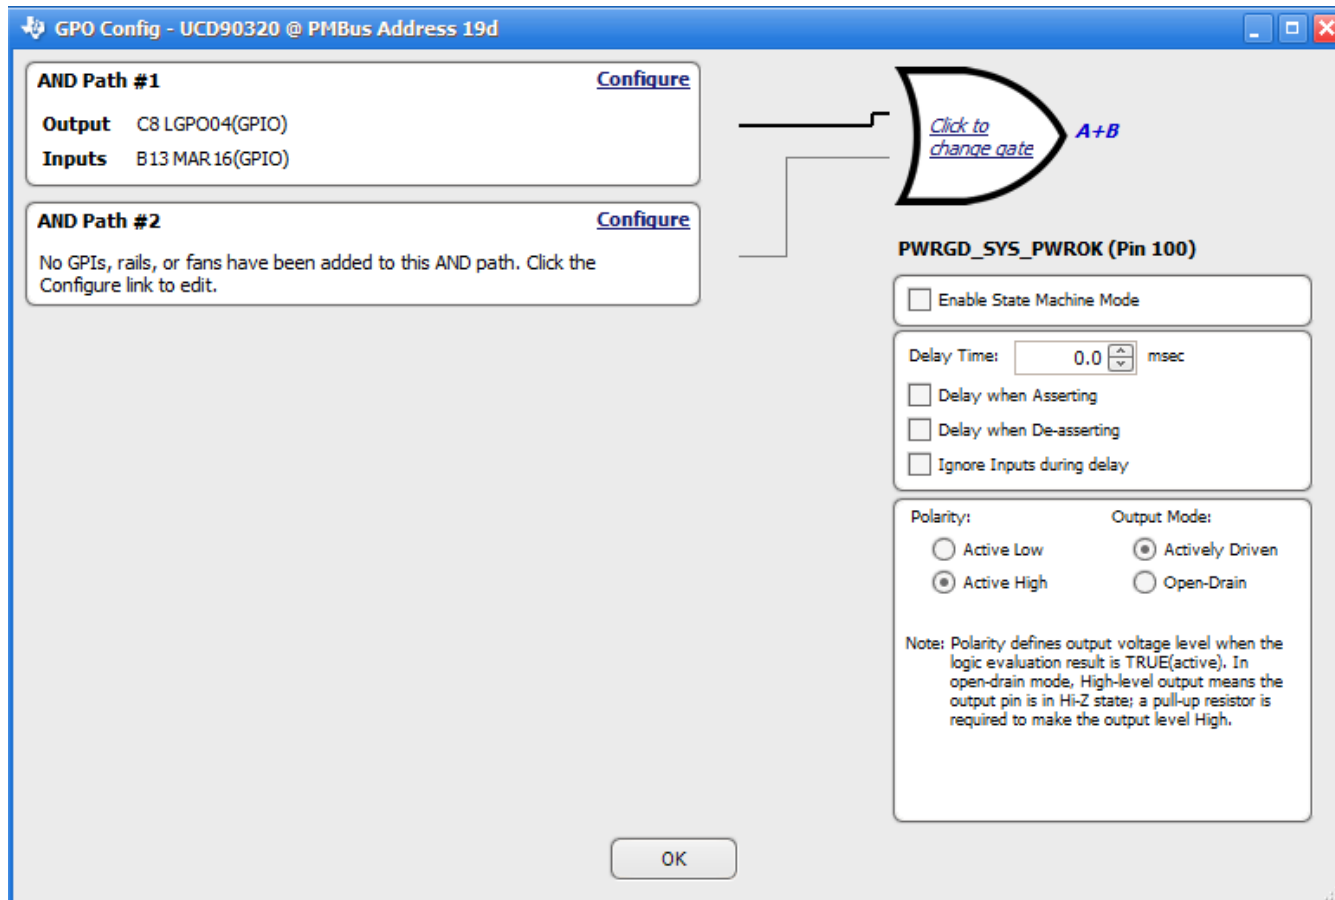 GPO Config - UCD90320 @ PMBus Address 19d
AND Path #1
Configure
Output C8 LGPO04(GPIO)
Inputs B13 MAR16(GPIO)
AND Path #2
Configure
No GPIs, rails, or fans have been added to this AND path. Click the
Configure link to edit.
Click to
change gate
A+B
PWRGD_SYS_PWROK (Pin 100)
Enable State Machine Mode
Delay Time: 0.0 msec
Delay when Asserting
Delay when De-asserting
Ignore Inputs during delay
Polarity: Output Mode:
Active Low Actively Driven
Active High Open-Drain
Note: Polarity defines output voltage level when the
logic evaluation result is TRUE(active). In
open-drain mode, High-level output means the
output pin is in Hi-Z state; a pull-up resistor is
required to make the output level High.
OK